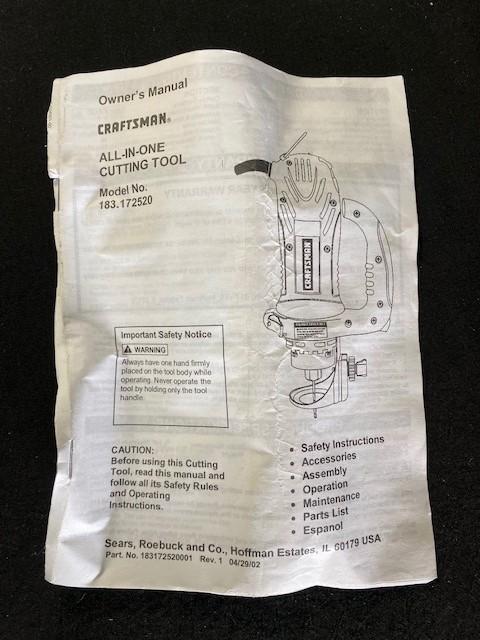 Owner's Manual
CRAFTSMAN®
ALL-IN-ONE
CUTTING TOOL
Model No.
183.172520
CRAFTSMAN
Important Safety Notice
WARNING
Always have one hand firmly
placed on the tool body while
operating. Never operate the
tool by holding only the tool
handle.
CAUTION:
Before using this Cutting
Tool, read this manual and
follow all its Safety Rules
and Operating
Instructions.
• Safety Instructions
• Accessories
• Assembly
• Operation
• Maintenance
• Parts List
• Espanol
Sears, Roebuck and Co., Hoffman Estates, IL 60179 USA
Part. No. 183172520001 Rev. 1 04/29/02